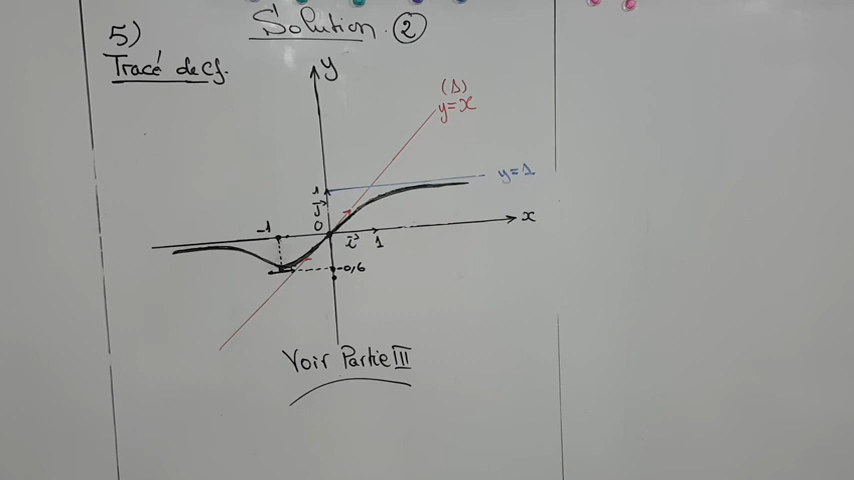 Solution. 2
5)
Tracé de Cf.
y
(Δ)
y=x
y=1
1
j
-1
0
i
1
x
-0,6
Voir Partie III